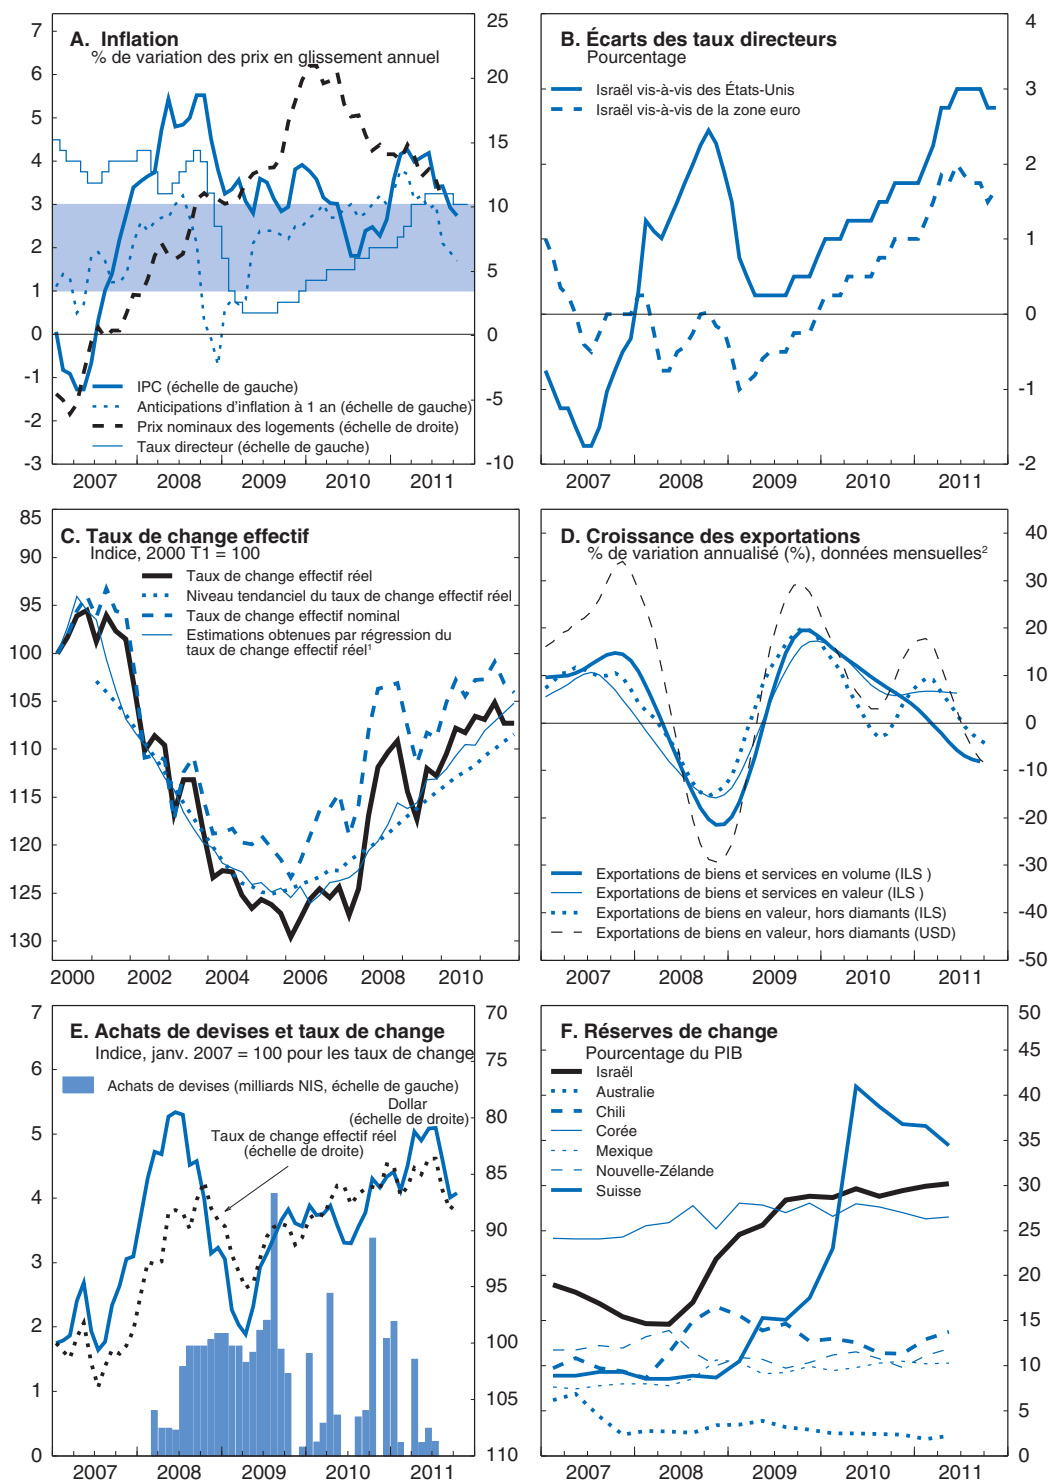 A. Inflation
% de variation des prix en glissement annuel
7
6
5
4
3
2
1
0
-1
-2
-3
25
20
15
10
5
0
-5
-10
IPC (échelle de gauche)
Anticipations d'inflation à 1 an (échelle de gauche)
Prix nominaux des logements (échelle de droite)
Taux directeur (échelle de gauche)
2007 2008 2009 2010 2011
B. Écarts des taux directeurs
Pourcentage
Israël vis-à-vis des États-Unis
Israël vis-à-vis de la zone euro
4
3
2
1
0
-1
-2
2007 2008 2009 2010 2011
C. Taux de change effectif
Indice, 2000 T1 = 100
Taux de change effectif réel
Niveau tendanciel du taux de change effectif réel
Taux de change effectif nominal
Estimations obtenues par régression du
taux de change effectif réel¹
85
90
95
100
105
110
115
120
125
130
2000 2002 2004 2006 2008 2010
D. Croissance des exportations
% de variation annualisé (%), données mensuelles²
40
30
20
10
0
-10
-20
-30
-40
-50
Exportations de biens et services en volume (ILS )
Exportations de biens et services en valeur (ILS )
Exportations de biens en valeur, hors diamants (ILS)
Exportations de biens en valeur, hors diamants (USD)
2007 2008 2009 2010 2011
E. Achats de devises et taux de change
Indice, janv. 2007 = 100 pour les taux de change
Achats de devises (milliards NIS, échelle de gauche)
Dollar
(échelle de droite)
Taux de change effectif réel
(échelle de droite)
7
6
5
4
3
2
1
0
70
75
80
85
90
95
100
105
110
2007 2008 2009 2010 2011
F. Réserves de change
Pourcentage du PIB
Israël
Australie
Chili
Corée
Mexique
Nouvelle-Zélande
Suisse
50
45
40
35
30
25
20
15
10
5
0
2007 2008 2009 2010 2011